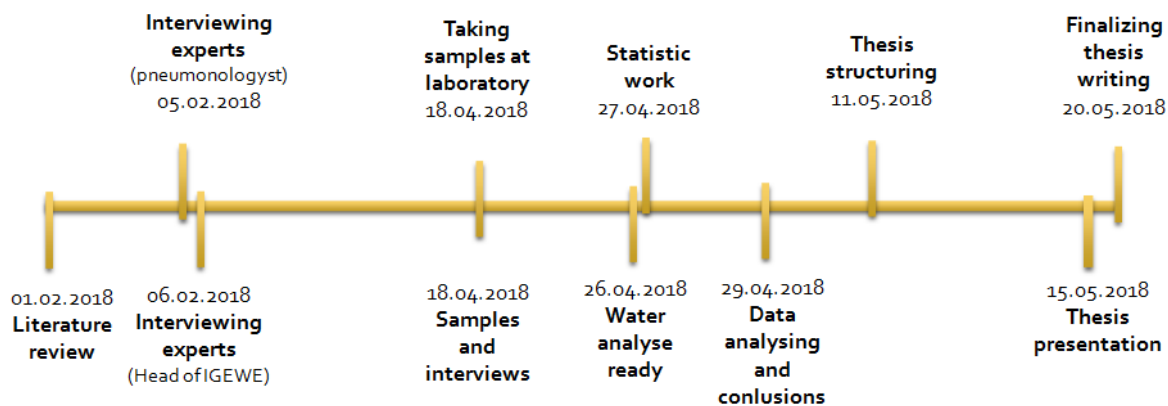 Interviewing
experts
(pneumonologyst)
05.02.2018
Taking
samples at
laboratory
18.04.2018
Statistic
work
27.04.2018
Thesis
structuring
11.05.2018
Finalizing
thesis
writing
20.05.2018
01.02.2018
Literature
review
06.02.2018
Interviewing
experts
(Head of IGEWE)
18.04.2018
Samples
and
interviews
26.04.2018
Water
analyse
ready
29.04.2018
Data
analysing
and
conlusions
15.05.2018
Thesis
presentation